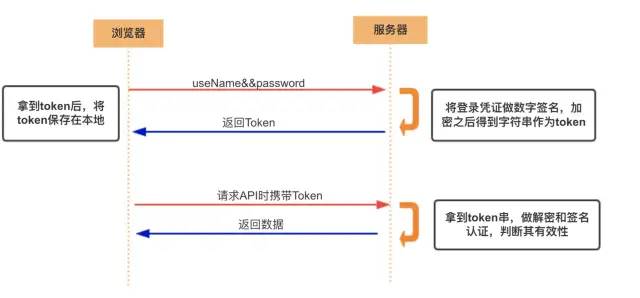 浏览器
服务器
useName&&password
拿到token后，将
token保存在本地
将登录凭证做数字签名，加
密之后得到字符串作为token
返回Token
请求API时携带Token
拿到token串，做解密和签名
认证，判断其有效性
返回数据